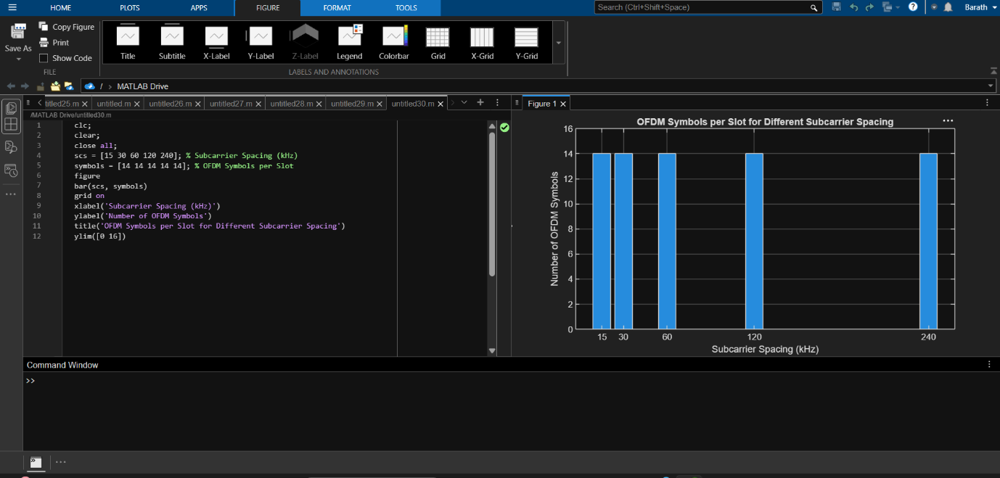 HOME PLOTS APPS FIGURE FORMAT TOOLS Search (Ctrl+Shift+Space) Barath
Save As
Copy Figure
Print
Show Code
FILE
Title Subtitle X-Label Y-Label Z-Label Legend Colorbar Grid X-Grid Y-Grid
LABELS AND ANNOTATIONS
/ › MATLAB Drive
titled25.m untitled.m untitled26.m untitled27.m untitled28.m untitled29.m untitled30.m
/MATLAB Drive/untitled30.m
1 clc;
2 clear;
3 close all;
4 scs = [15 30 60 120 240]; % Subcarrier Spacing (kHz)
5 symbols = [14 14 14 14 14]; % OFDM Symbols per Slot
6 figure
7 bar(scs, symbols)
8 grid on
9 xlabel('Subcarrier Spacing (kHz)')
10 ylabel('Number of OFDM Symbols')
11 title('OFDM Symbols per Slot for Different Subcarrier Spacing')
12 ylim([0 16])
Figure 1
OFDM Symbols per Slot for Different Subcarrier Spacing
Number of OFDM Symbols
16
14
12
10
8
6
4
2
0
15 30 60 120 240
Subcarrier Spacing (kHz)
Command Window
>>